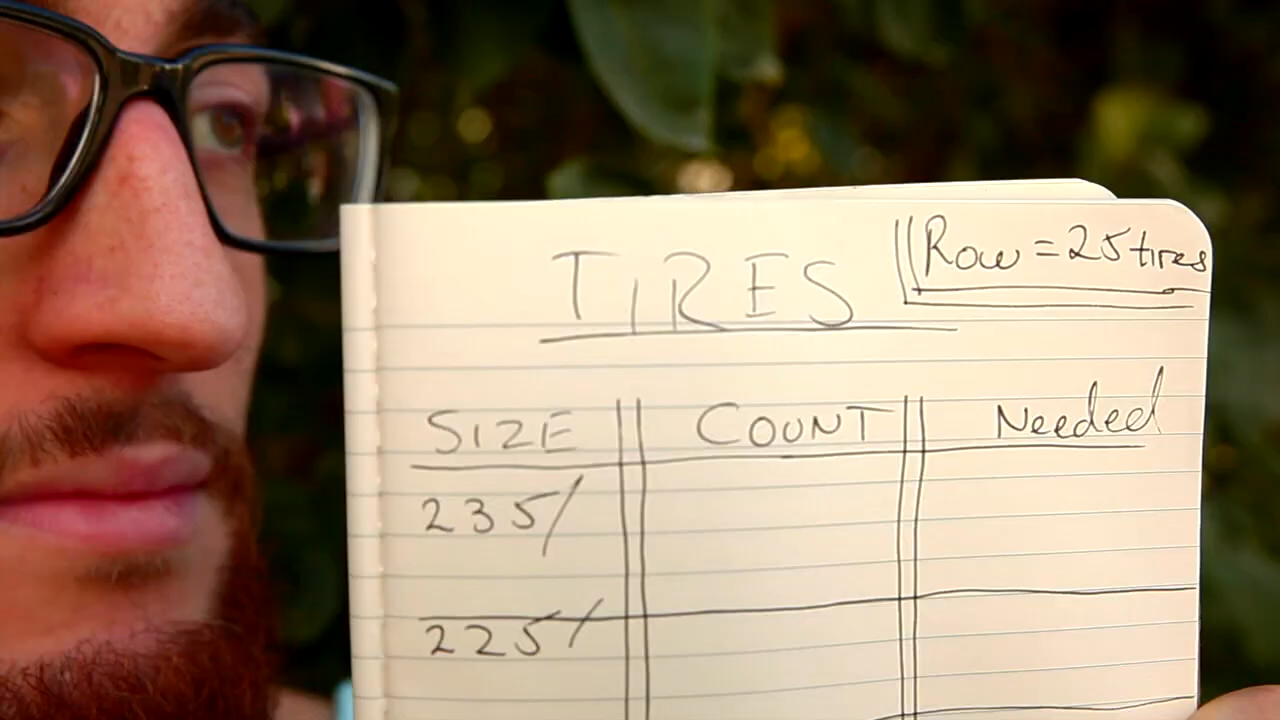 Row = 25 tires
TIRES
SIZE COUNT Needed
235/
225/